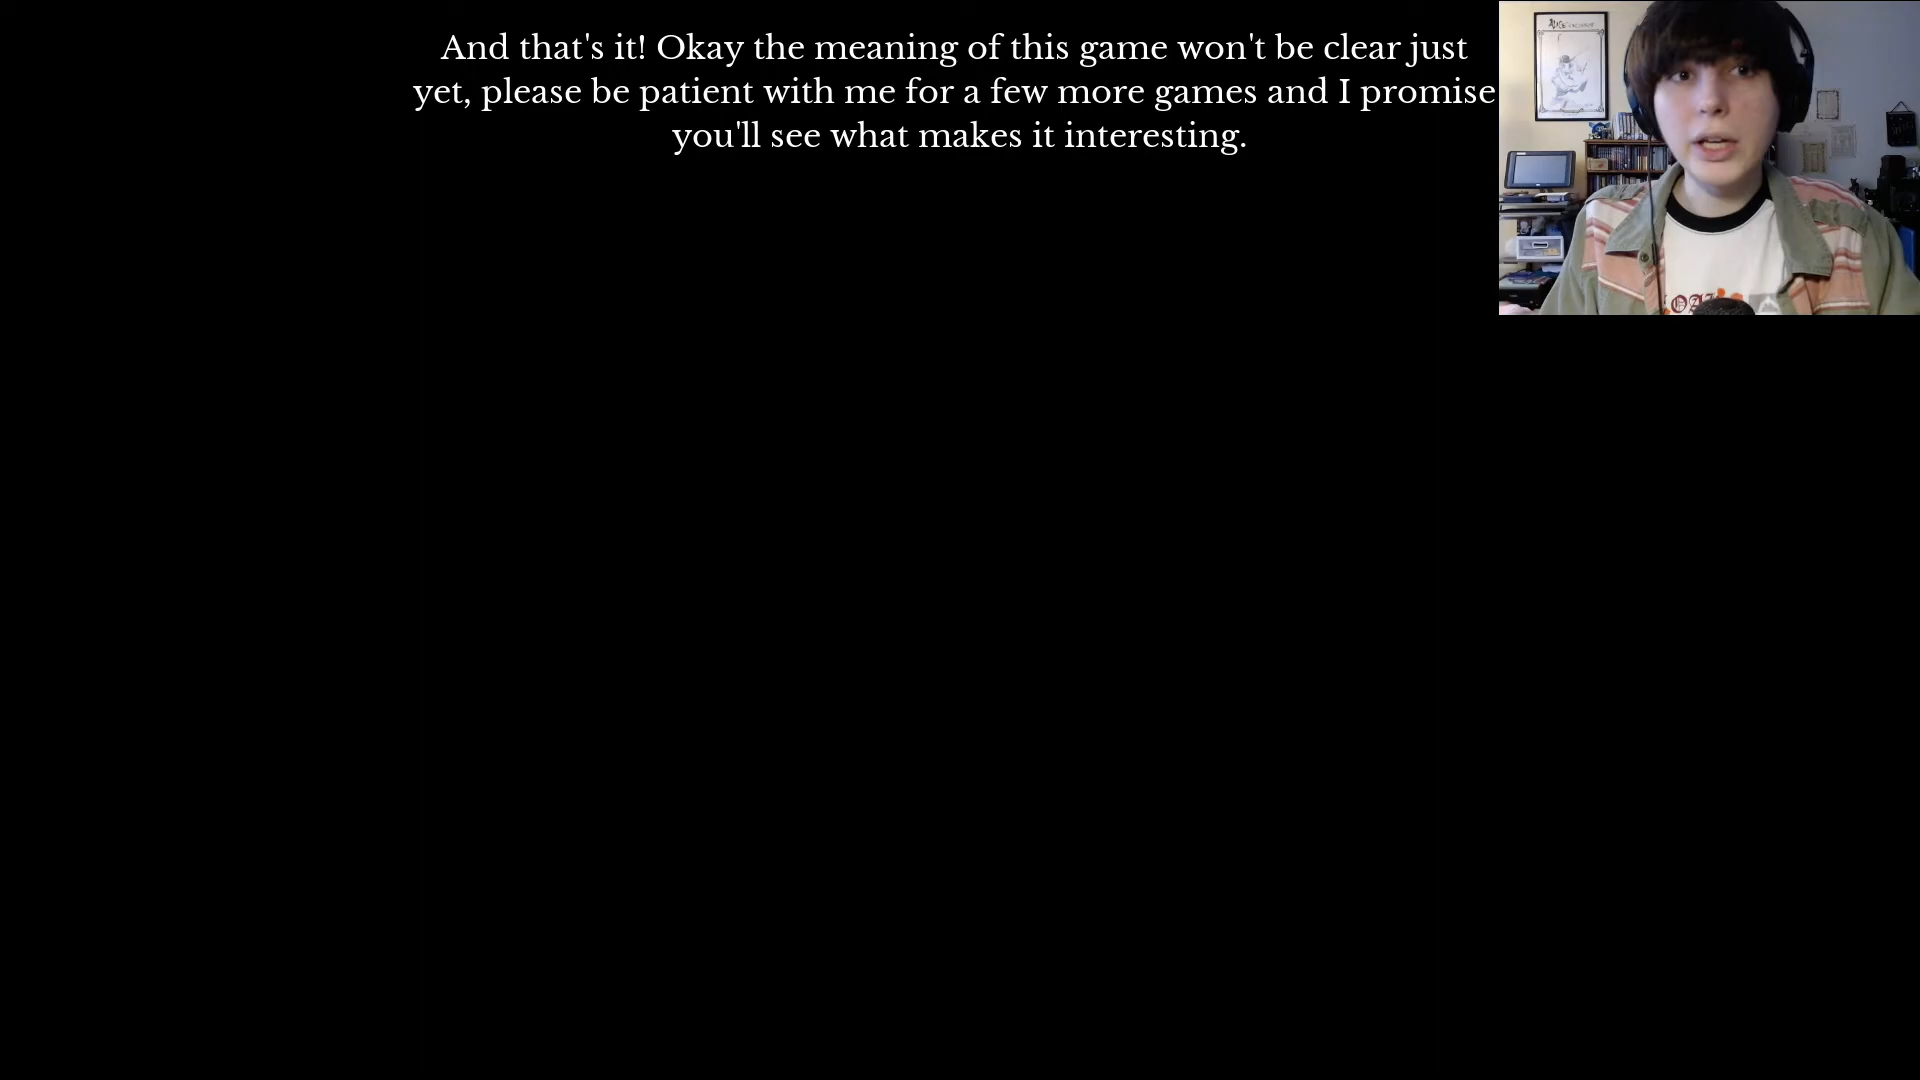 And that's it! Okay the meaning of this game won't be clear just
yet, please be patient with me for a few more games and I promise
you'll see what makes it interesting.